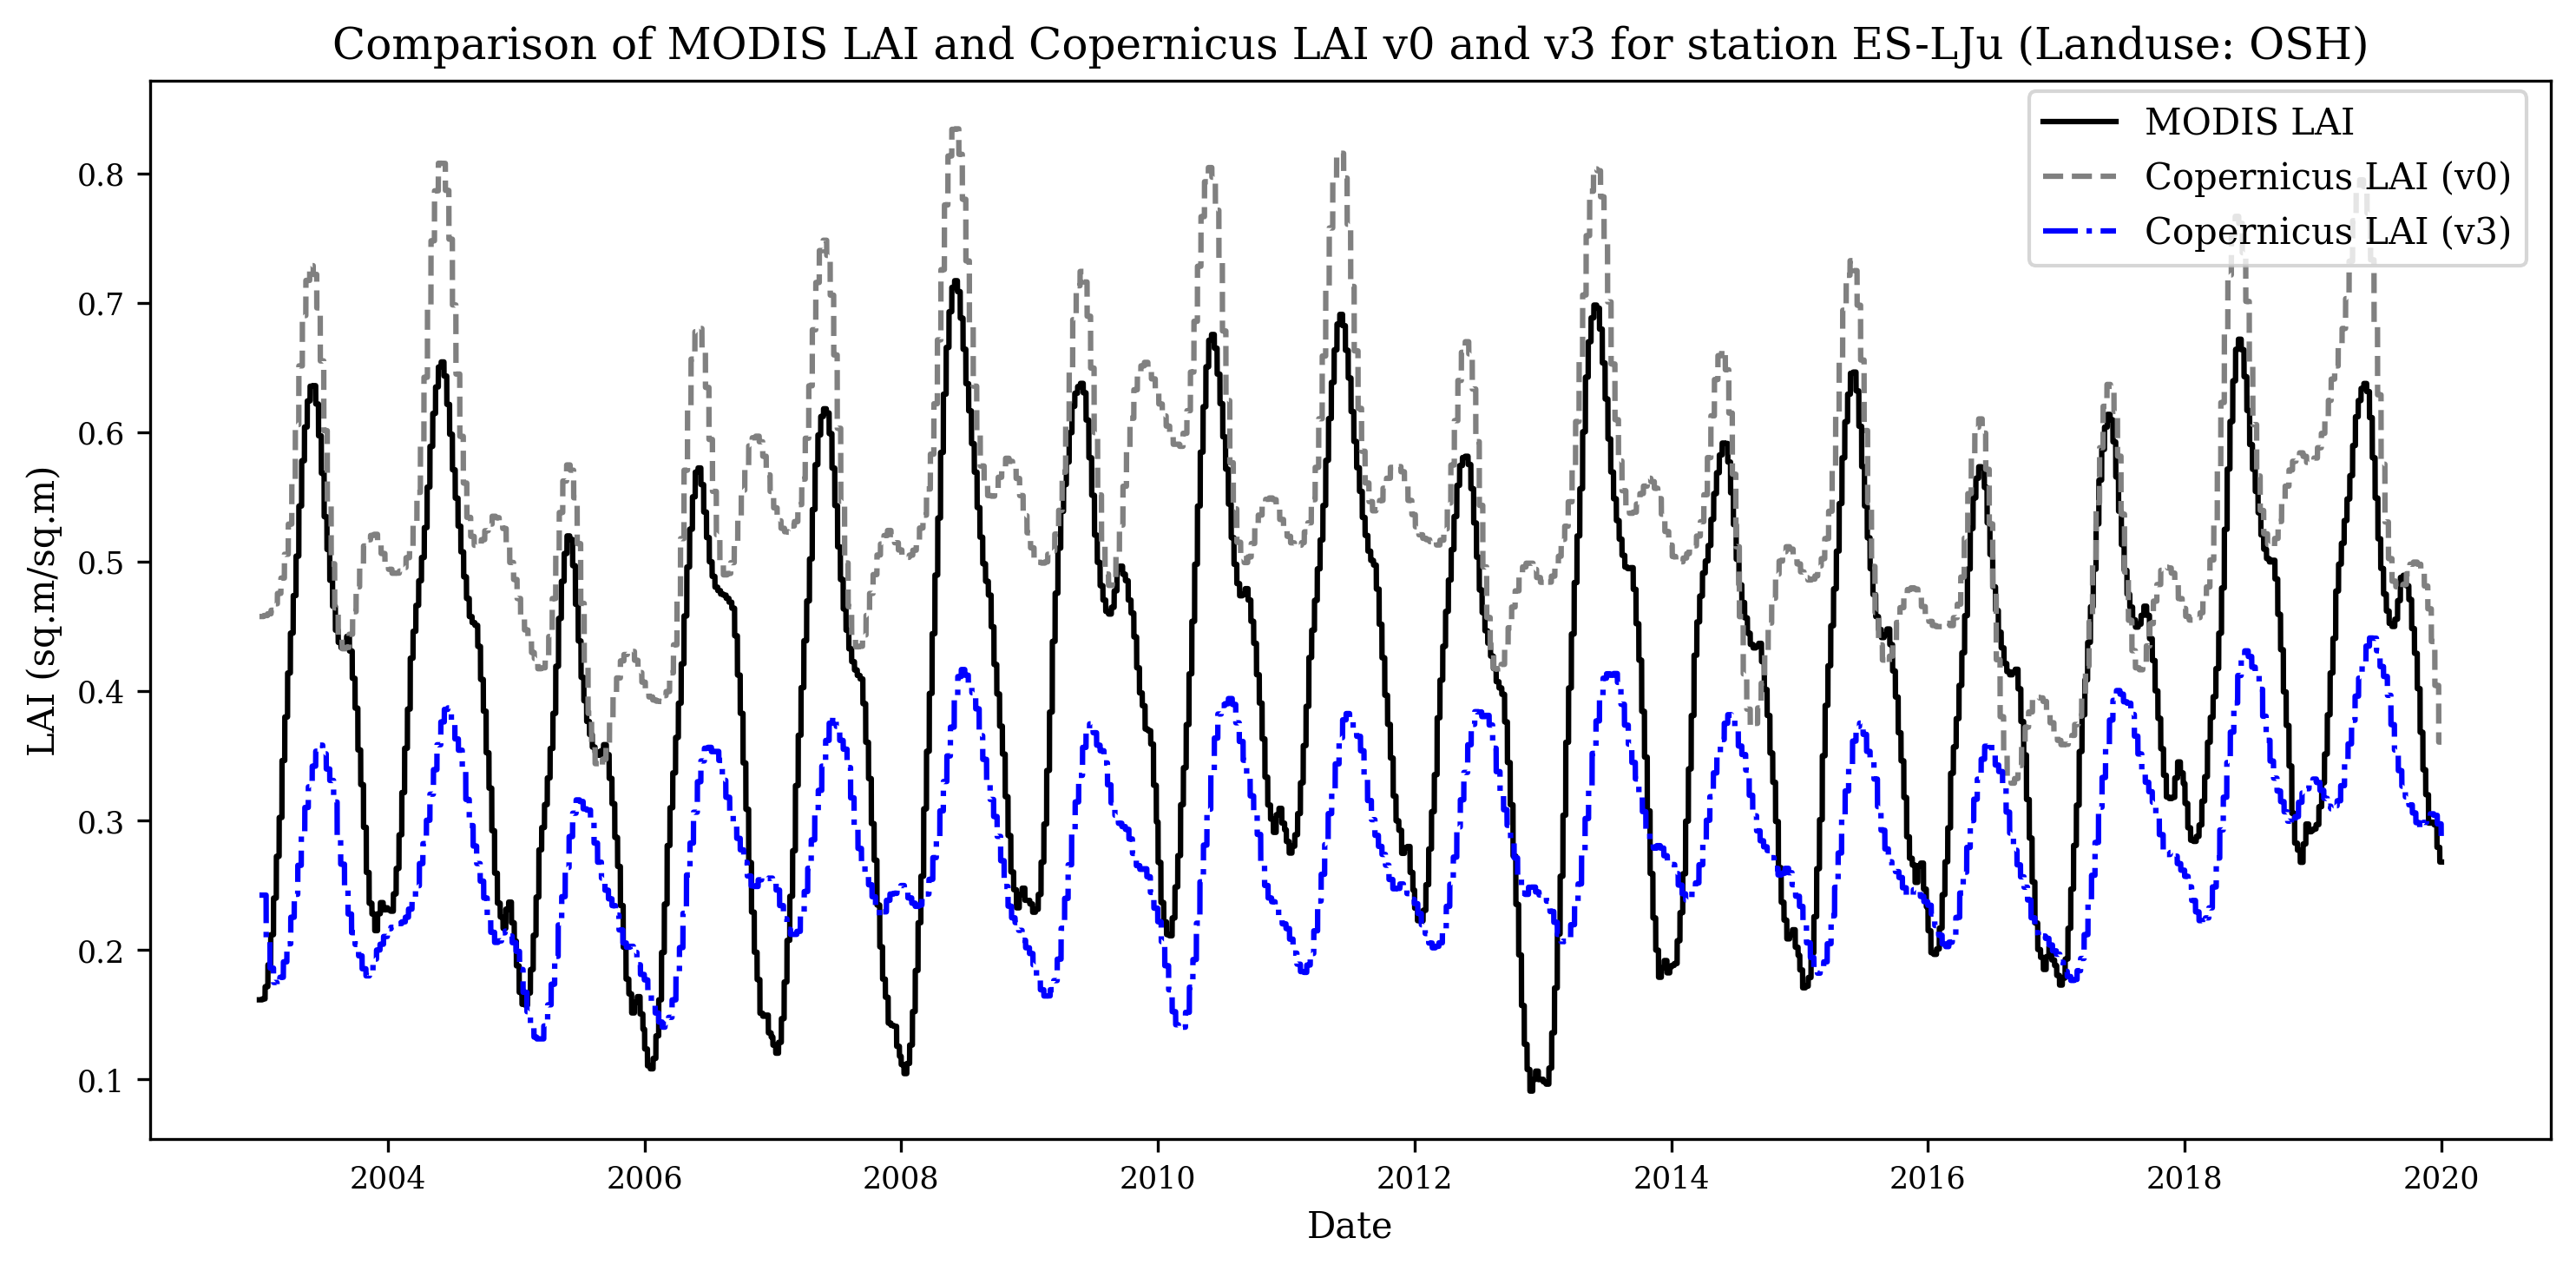 Comparison of MODIS LAI and Copernicus LAI v0 and v3 for station ES-LJu (Landuse: OSH)
MODIS LAI
Copernicus LAI (v0)
Copernicus LAI (v3)
LAI (sq.m/sq.m)
0.8
0.7
0.6
0.5
0.4
0.3
0.2
0.1
2004 2006 2008 2010 2012 2014 2016 2018 2020
Date